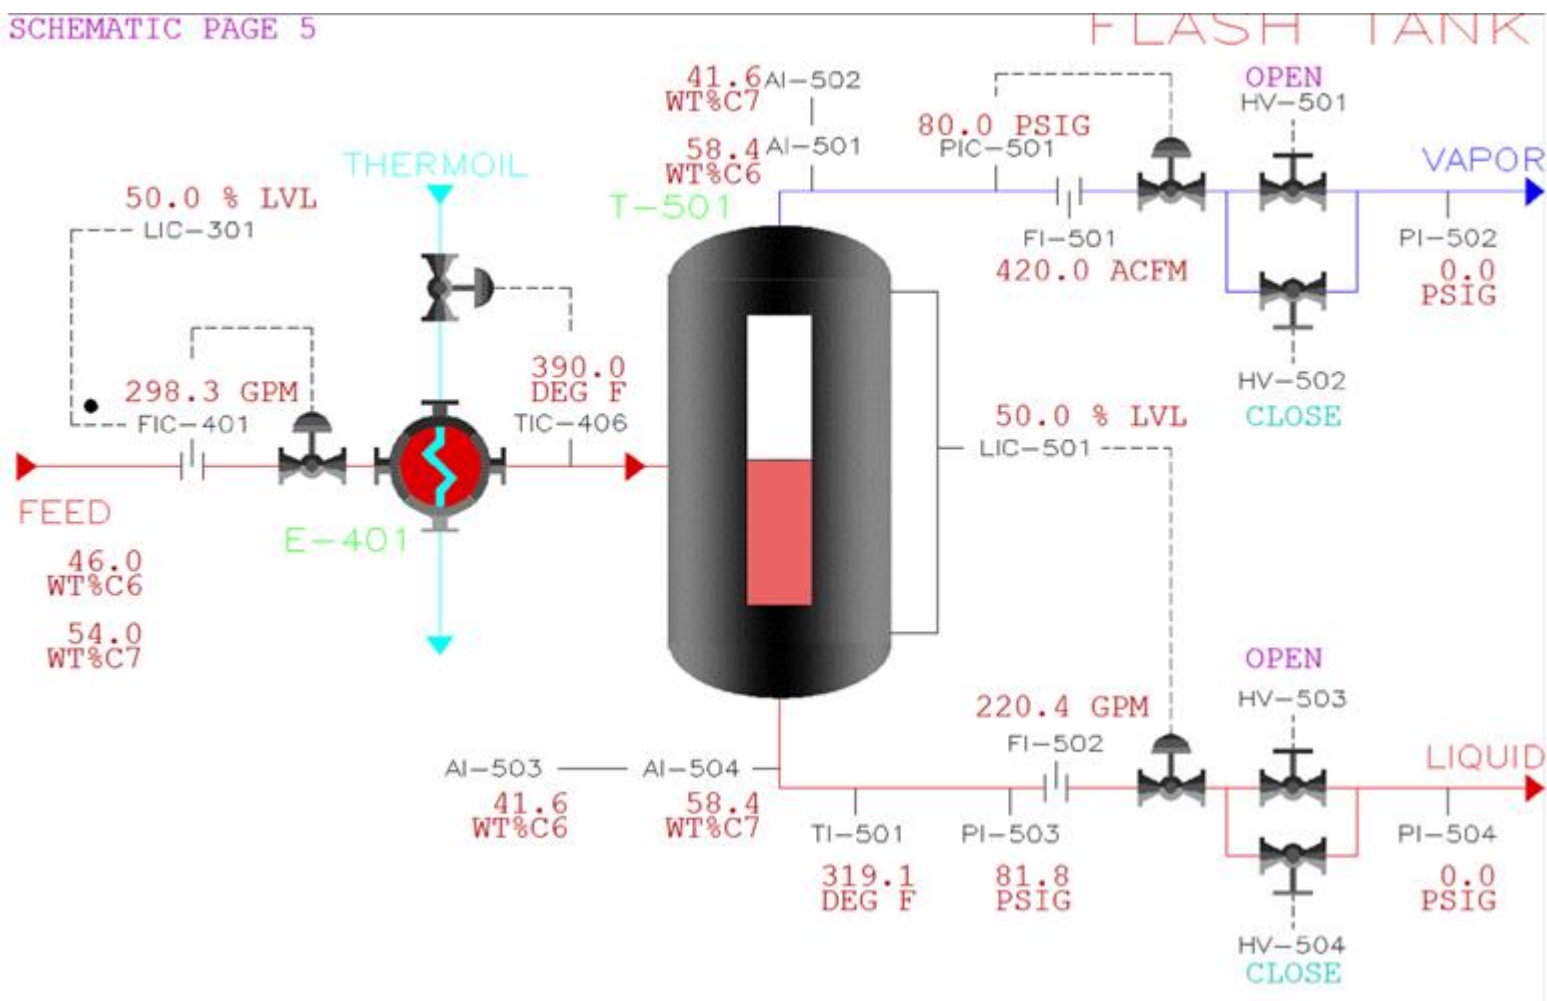 SCHEMATIC PAGE 5
FLASH TANK
41.6 AI-502
WT%C7
58.4 AI-501
WT%C6
T-501
80.0 PSIG
PIC-501
OPEN
HV-501
VAPOR
FI-501
420.0 ACFM
PI-502
0.0
PSIG
HV-502
CLOSE
THERMOIL
50.0 % LVL
LIC-301
298.3 GPM
FIC-401
390.0
DEG F
TIC-406
FEED
E-401
46.0
WT%C6
54.0
WT%C7
50.0 % LVL
LIC-501
OPEN
HV-503
220.4 GPM
FI-502
LIQUID
AI-503
41.6
WT%C6
AI-504
58.4
WT%C7
TI-501
319.1
DEG F
PI-503
81.8
PSIG
PI-504
0.0
PSIG
HV-504
CLOSE